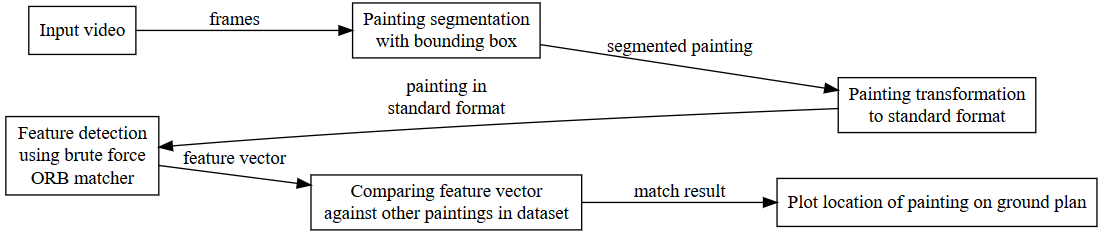 Input video
frames
Painting segmentation
with bounding box
segmented painting
Painting transformation
to standard format
painting in
standard format
Feature detection
using brute force
ORB matcher
feature vector
Comparing feature vector
against other paintings in dataset
match result
Plot location of painting on ground plan